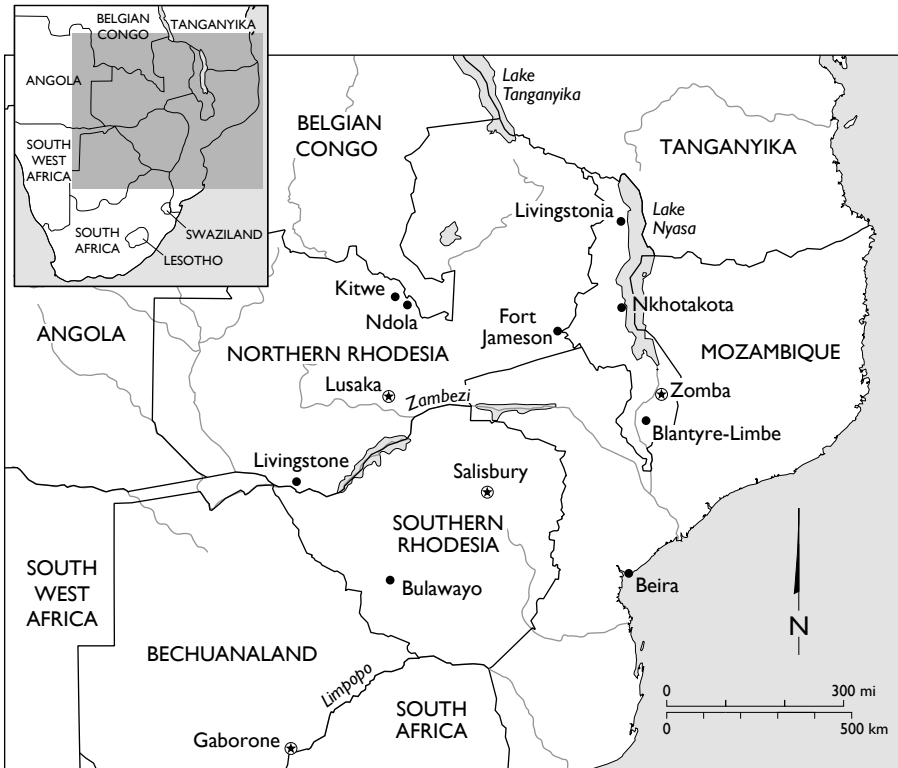 BELGIAN
CONGO
TANGANYIKA
ANGOLA
SOUTH
WEST
AFRICA
SOUTH
AFRICA
SWAZILAND
LESOTHO
Lake
Tanganyika
BELGIAN
CONGO
TANGANYIKA
Livingstonia
Lake
Nyasa
Kitwe
Ndola
Nkhotakota
Fort
Jameson
ANGOLA
NORTHERN RHODESIA
MOZAMBIQUE
Lusaka
Zambezi
Zomba
Blantyre-Limbe
Livingstone
Salisbury
SOUTHERN
RHODESIA
SOUTH
WEST
AFRICA
Bulawayo
Beira
N
BECHUANALAND
Limpopo
SOUTH
AFRICA
Gaborone
0
300 mi
0
500 km